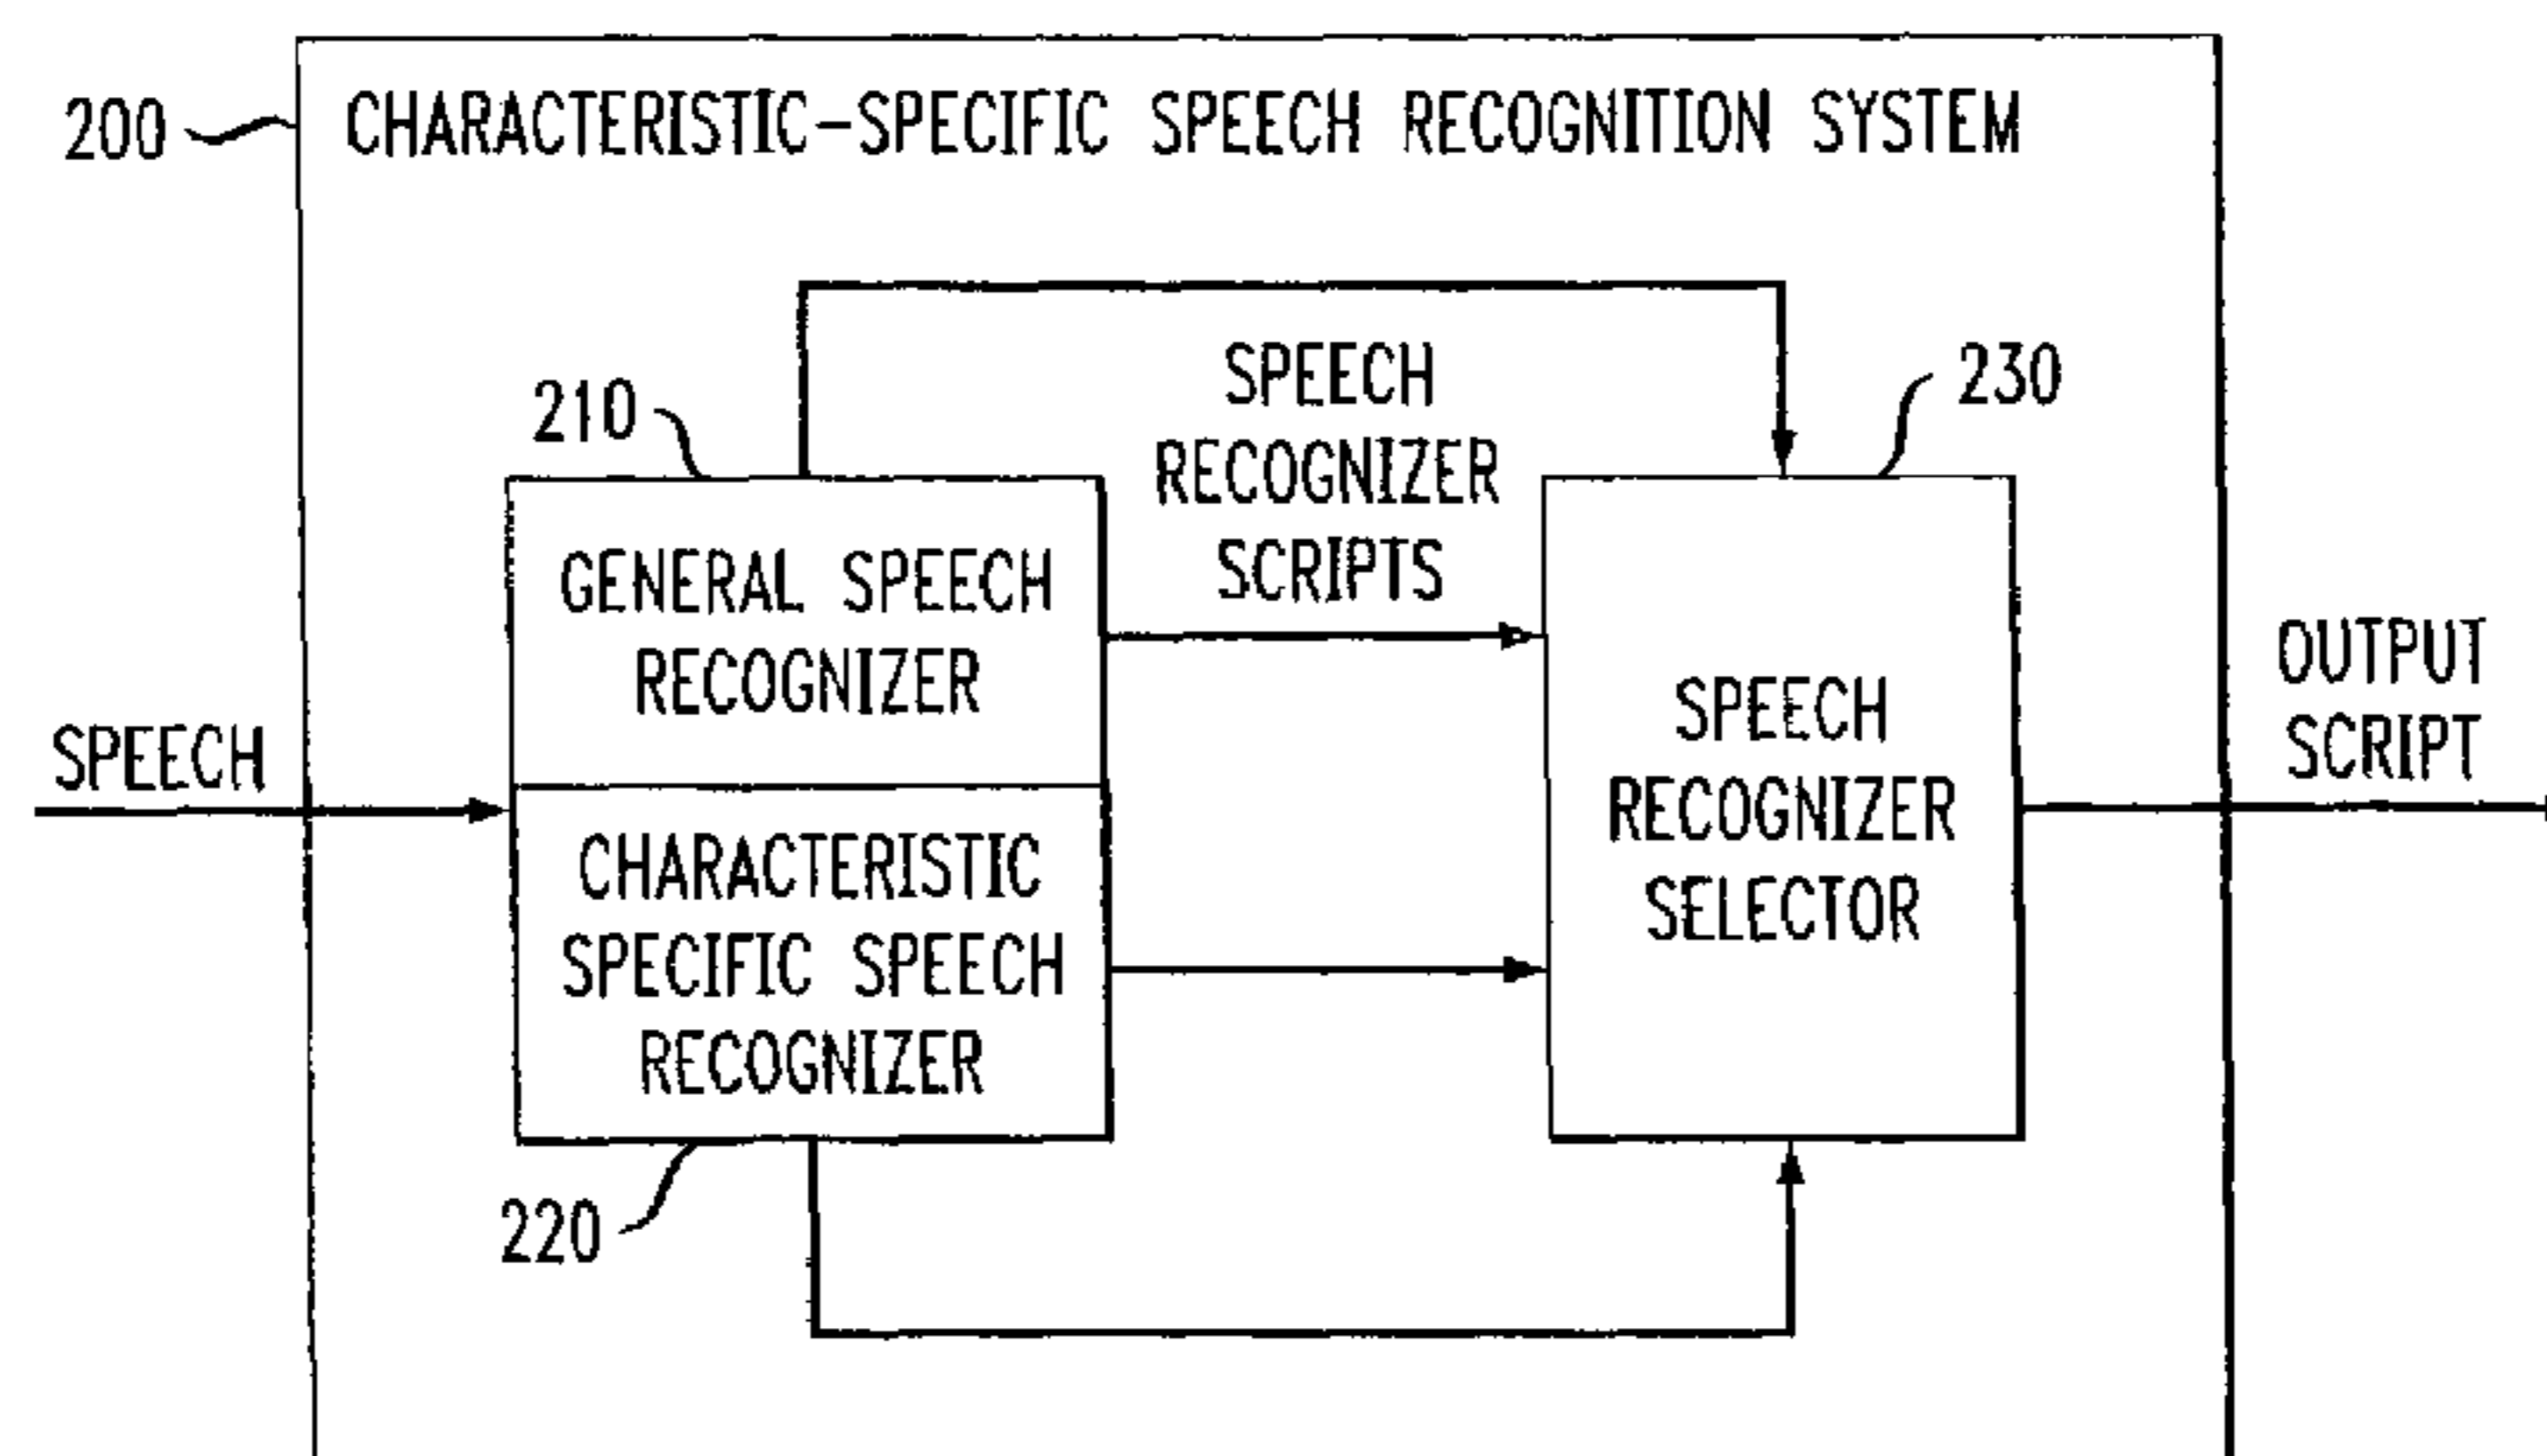 200
CHARACTERISTIC-SPECIFIC SPEECH RECOGNITION SYSTEM
210
SPEECH
RECOGNIZER
SCRIPTS
230
GENERAL SPEECH
RECOGNIZER
SPEECH
CHARACTERISTIC
SPECIFIC SPEECH
RECOGNIZER
220
SPEECH
RECOGNIZER
SELECTOR
OUTPUT
SCRIPT